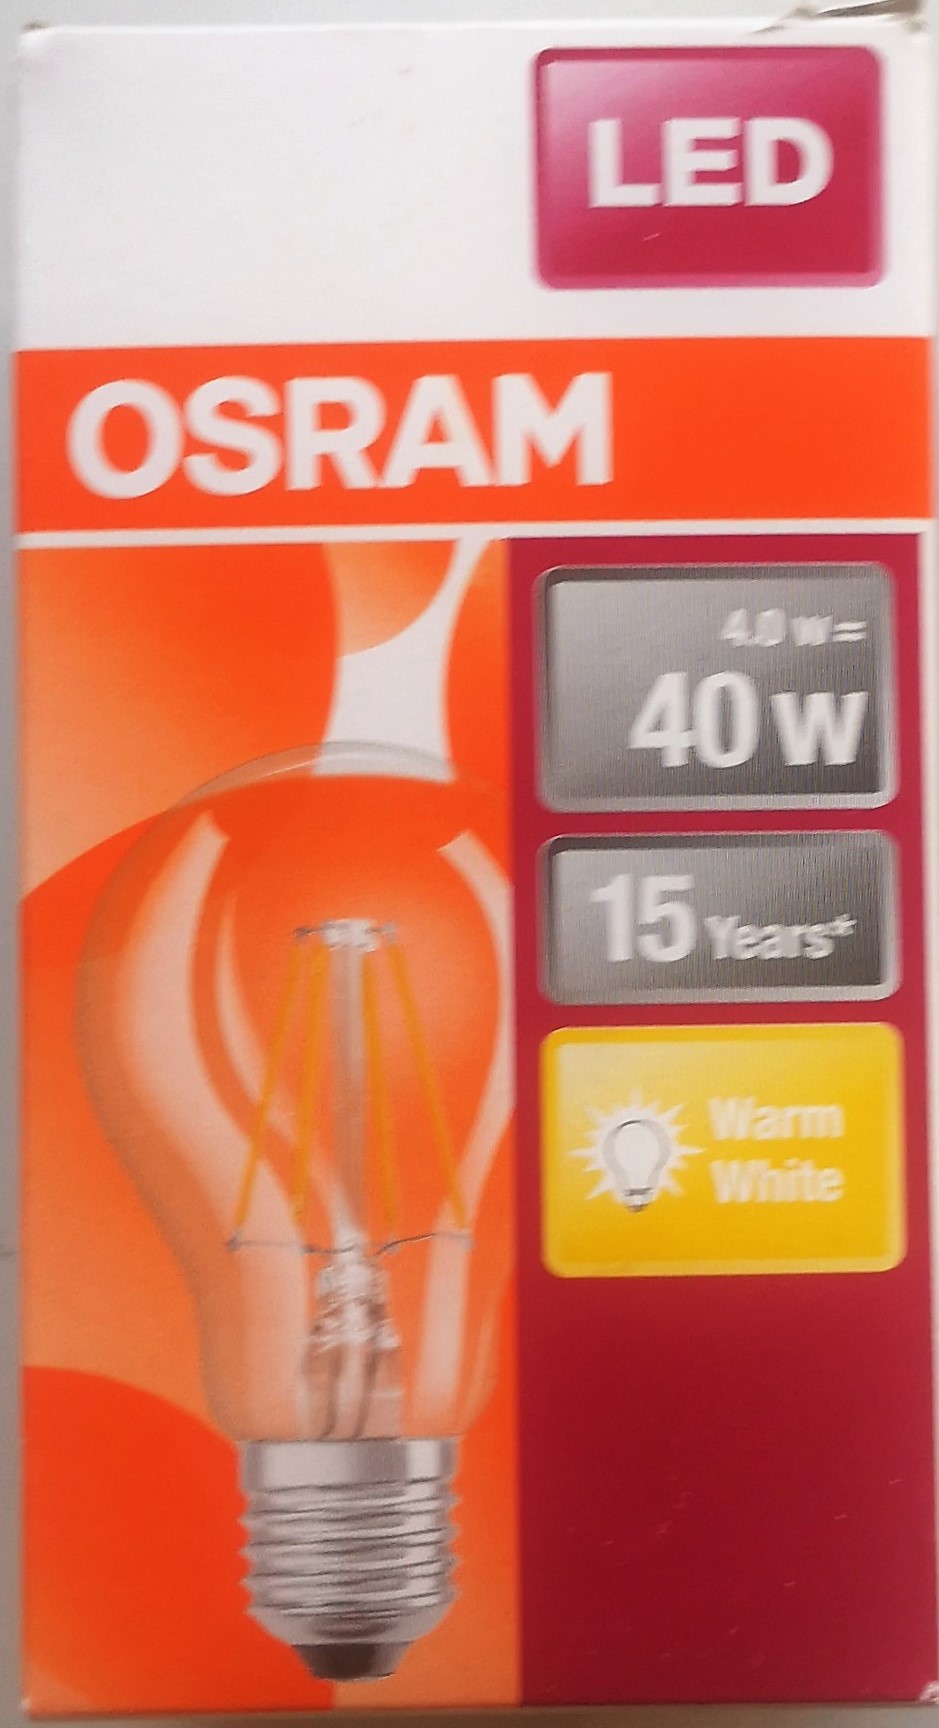 LED
OSRAM
4.0 w=
40 W
15 Years*
Warm
White